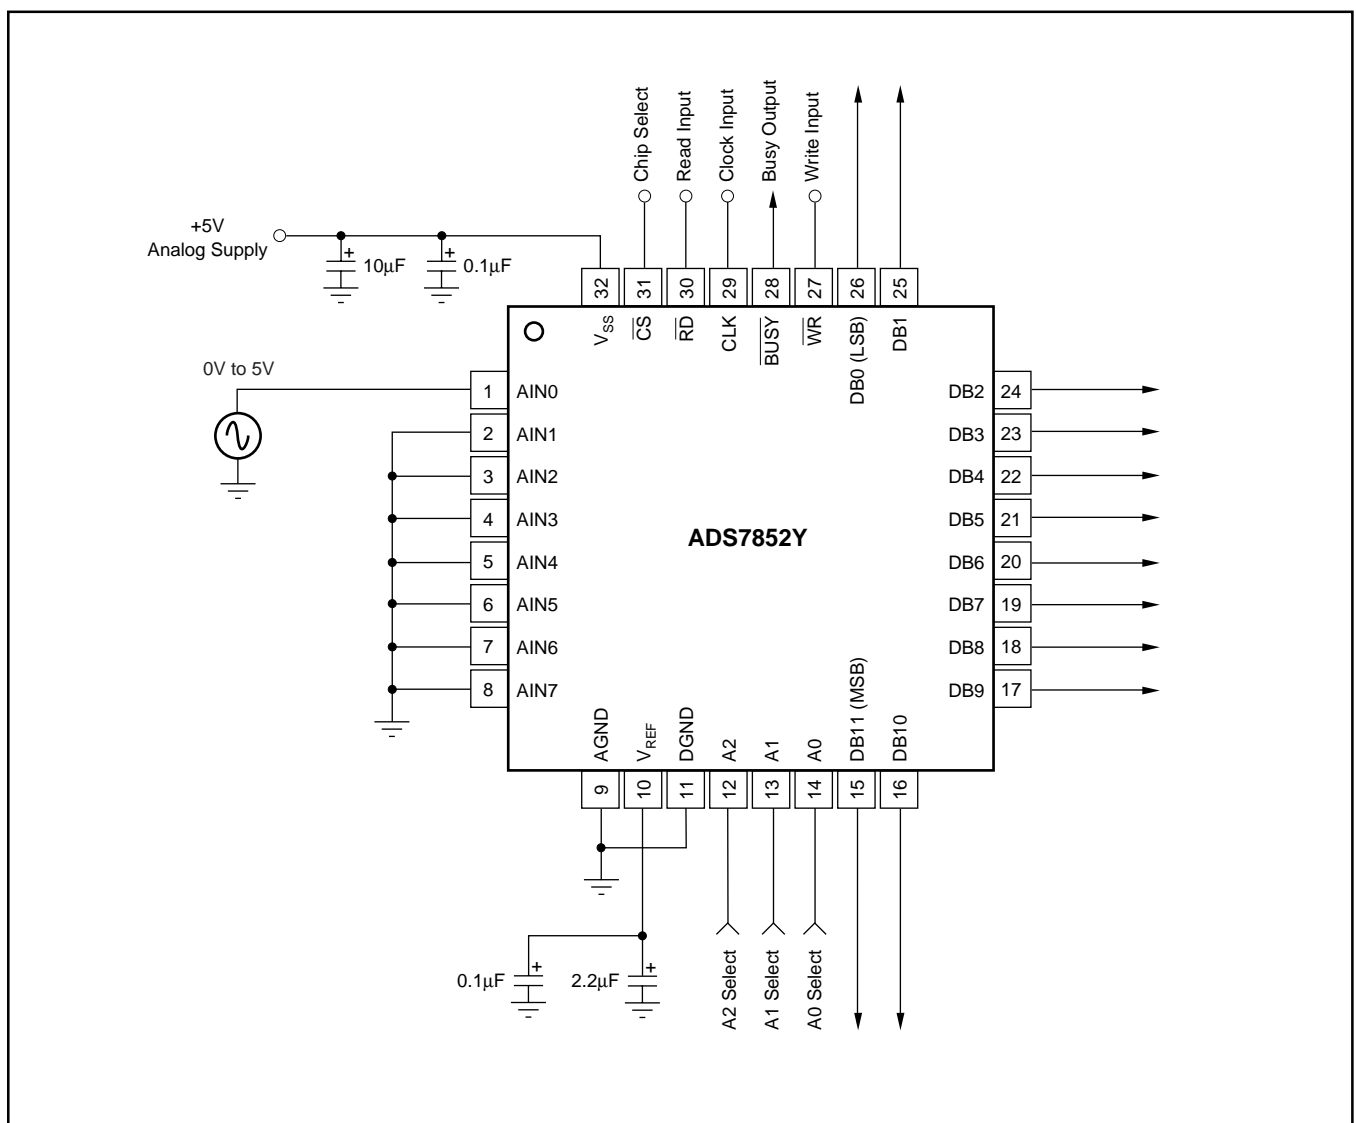 Chip Select
Read Input
Clock Input
Busy Output
Write Input
+5V
Analog Supply
+
10µF
+
0.1µF
32
31
30
29
28
27
26
25
VSS
CS
RD
CLK
BUSY
WR
DB0 (LSB)
DB1
0V to 5V
1 AIN0
2 AIN1
3 AIN2
4 AIN3
5 AIN4
6 AIN5
7 AIN6
8 AIN7
ADS7852Y
DB2 24
DB3 23
DB4 22
DB5 21
DB6 20
DB7 19
DB8 18
DB9 17
AGND
VREF
DGND
A2
A1
A0
DB11 (MSB)
DB10
9
10
11
12
13
14
15
16
0.1µF
+
2.2µF
+
A2 Select
A1 Select
A0 Select